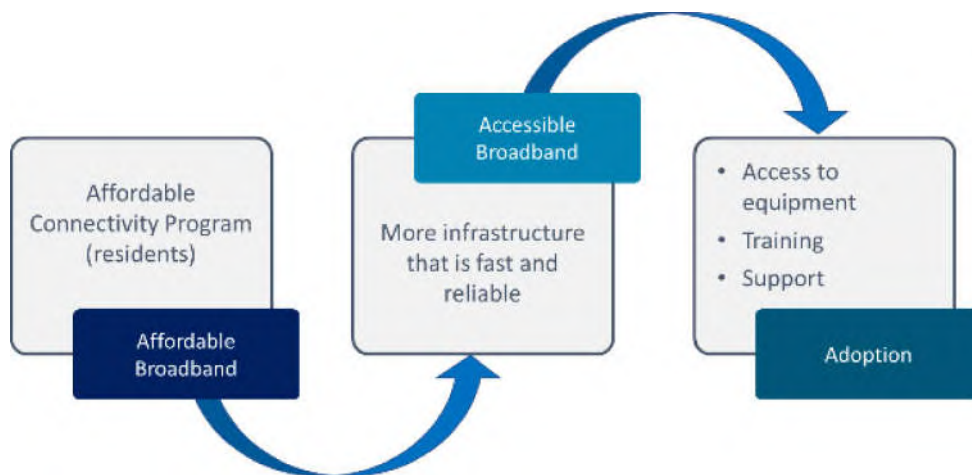 Affordable
Connectivity Program
(residents)
Affordable
Broadband
Accessible
Broadband
More infrastructure
that is fast and
reliable
• Access to
equipment
• Training
• Support
Adoption